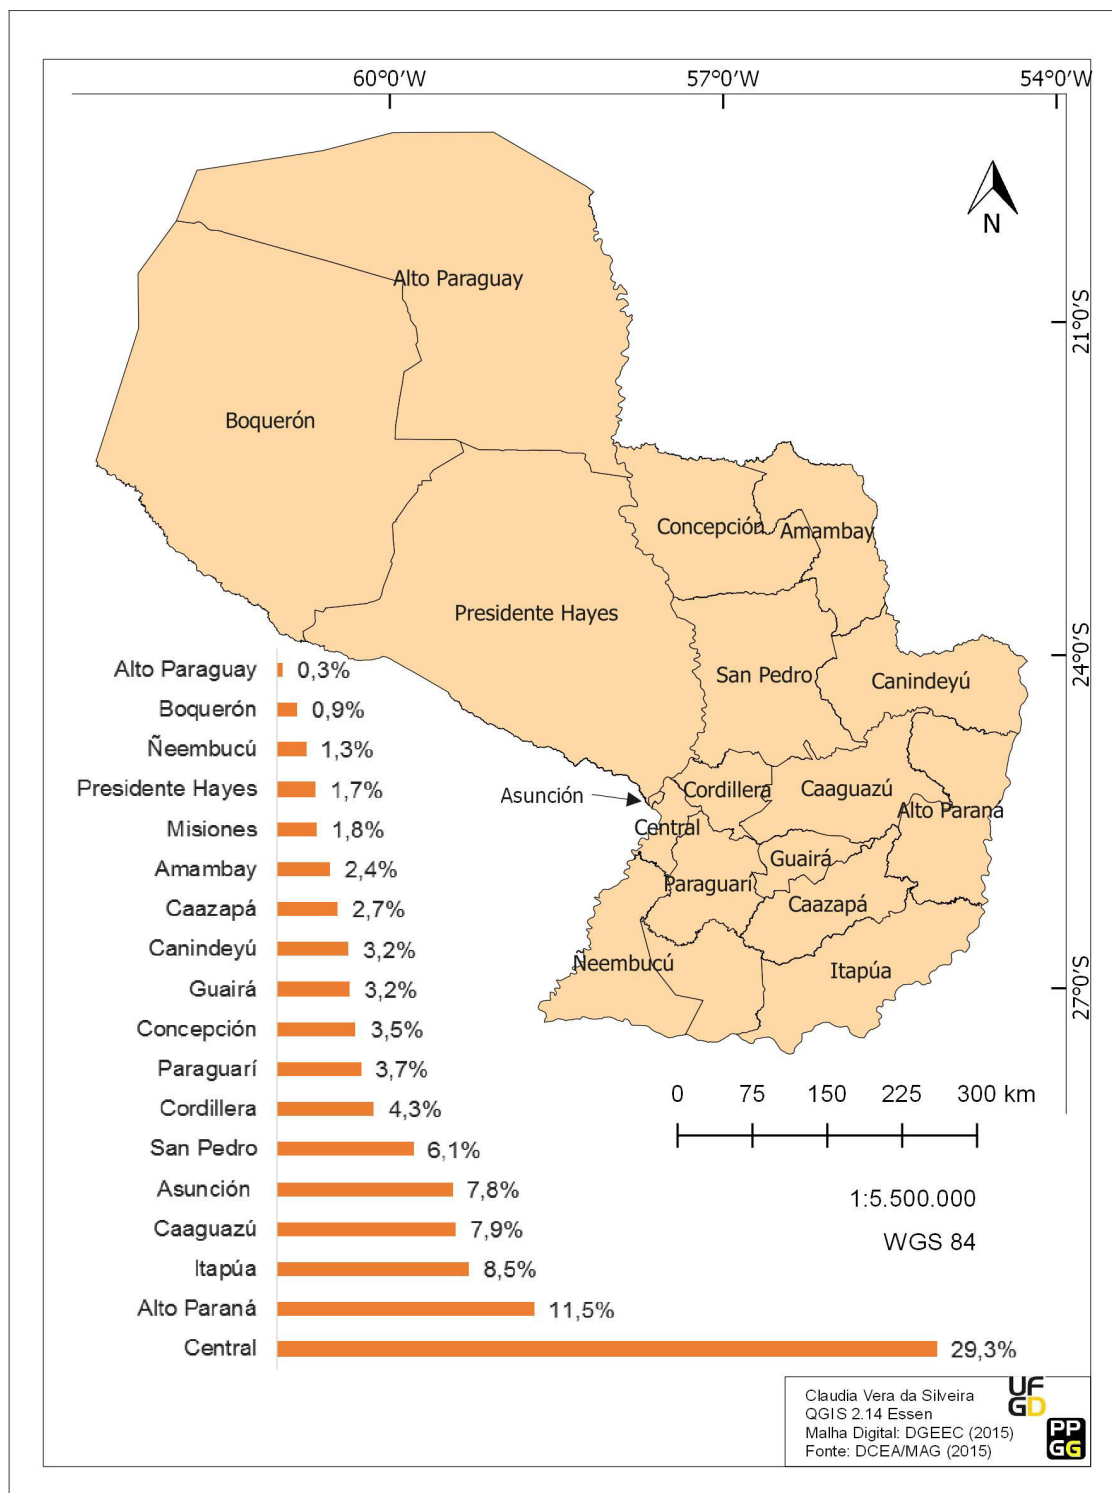 60°0'W 57°0'W 54°0'W
N
Alto Paraguay
21°0'S
Boquerón
Concepción
Amambay
Presidente Hayes
24°0'S
San Pedro
Canindeyú
Asunción
Cordillera
Caaguazú
Central
Alto Paraná
Guairá
Paraguarí
Caazapá
Ñeembucú
Itapúa
27°0'S
Alto Paraguay 0,3%
Boquerón 0,9%
Ñeembucú 1,3%
Presidente Hayes 1,7%
Misiones 1,8%
Amambay 2,4%
Caazapá 2,7%
Canindeyú 3,2%
Guairá 3,2%
Concepción 3,5%
Paraguarí 3,7%
Cordillera 4,3%
San Pedro 6,1%
Asunción 7,8%
Caaguazú 7,9%
Itapúa 8,5%
Alto Paraná 11,5%
Central 29,3%
0 75 150 225 300 km
1:5.500.000
WGS 84
Claudia Vera da Silveira
QGIS 2.14 Essen
Malha Digital: DGEEC (2015)
Fonte: DCEA/MAG (2015)
UF
GD
PP
GG